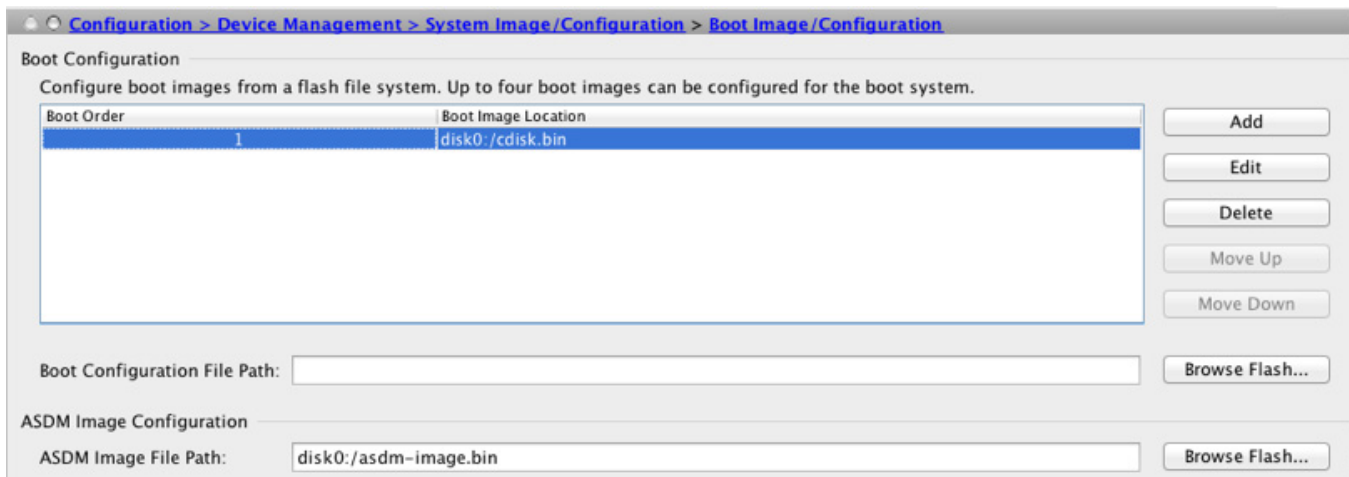 Configuration > Device Management > System Image/Configuration > Boot Image/Configuration
Boot Configuration
Configure boot images from a flash file system. Up to four boot images can be configured for the boot system.
Boot Order Boot Image Location
1 disk0:/cdisk.bin
Add
Edit
Delete
Move Up
Move Down
Boot Configuration File Path: Browse Flash...
ASDM Image Configuration
ASDM Image File Path: disk0:/asdm-image.bin Browse Flash...